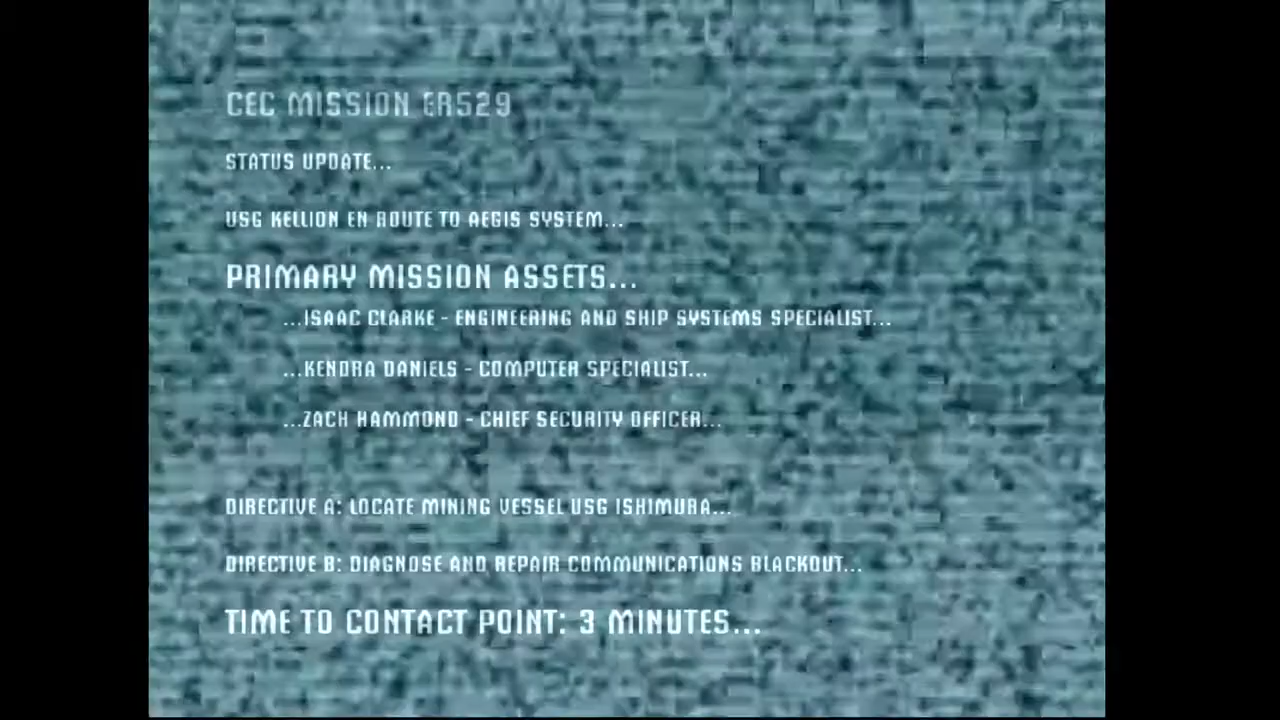 CEC MISSION ER529
STATUS UPDATE...
USG KELLION EN ROUTE TO AEGIS SYSTEM...
PRIMARY MISSION ASSETS...
...ISAAC CLARKE - ENGINEERING AND SHIP SYSTEMS SPECIALIST...
...KENDRA DANIELS - COMPUTER SPECIALIST...
...ZACH HAMMOND - CHIEF SECURITY OFFICER...
DIRECTIVE A: LOCATE MINING VESSEL USG ISHIMURA...
DIRECTIVE B: DIAGNOSE AND REPAIR COMMUNICATIONS BLACKOUT...
TIME TO CONTACT POINT: 3 MINUTES...